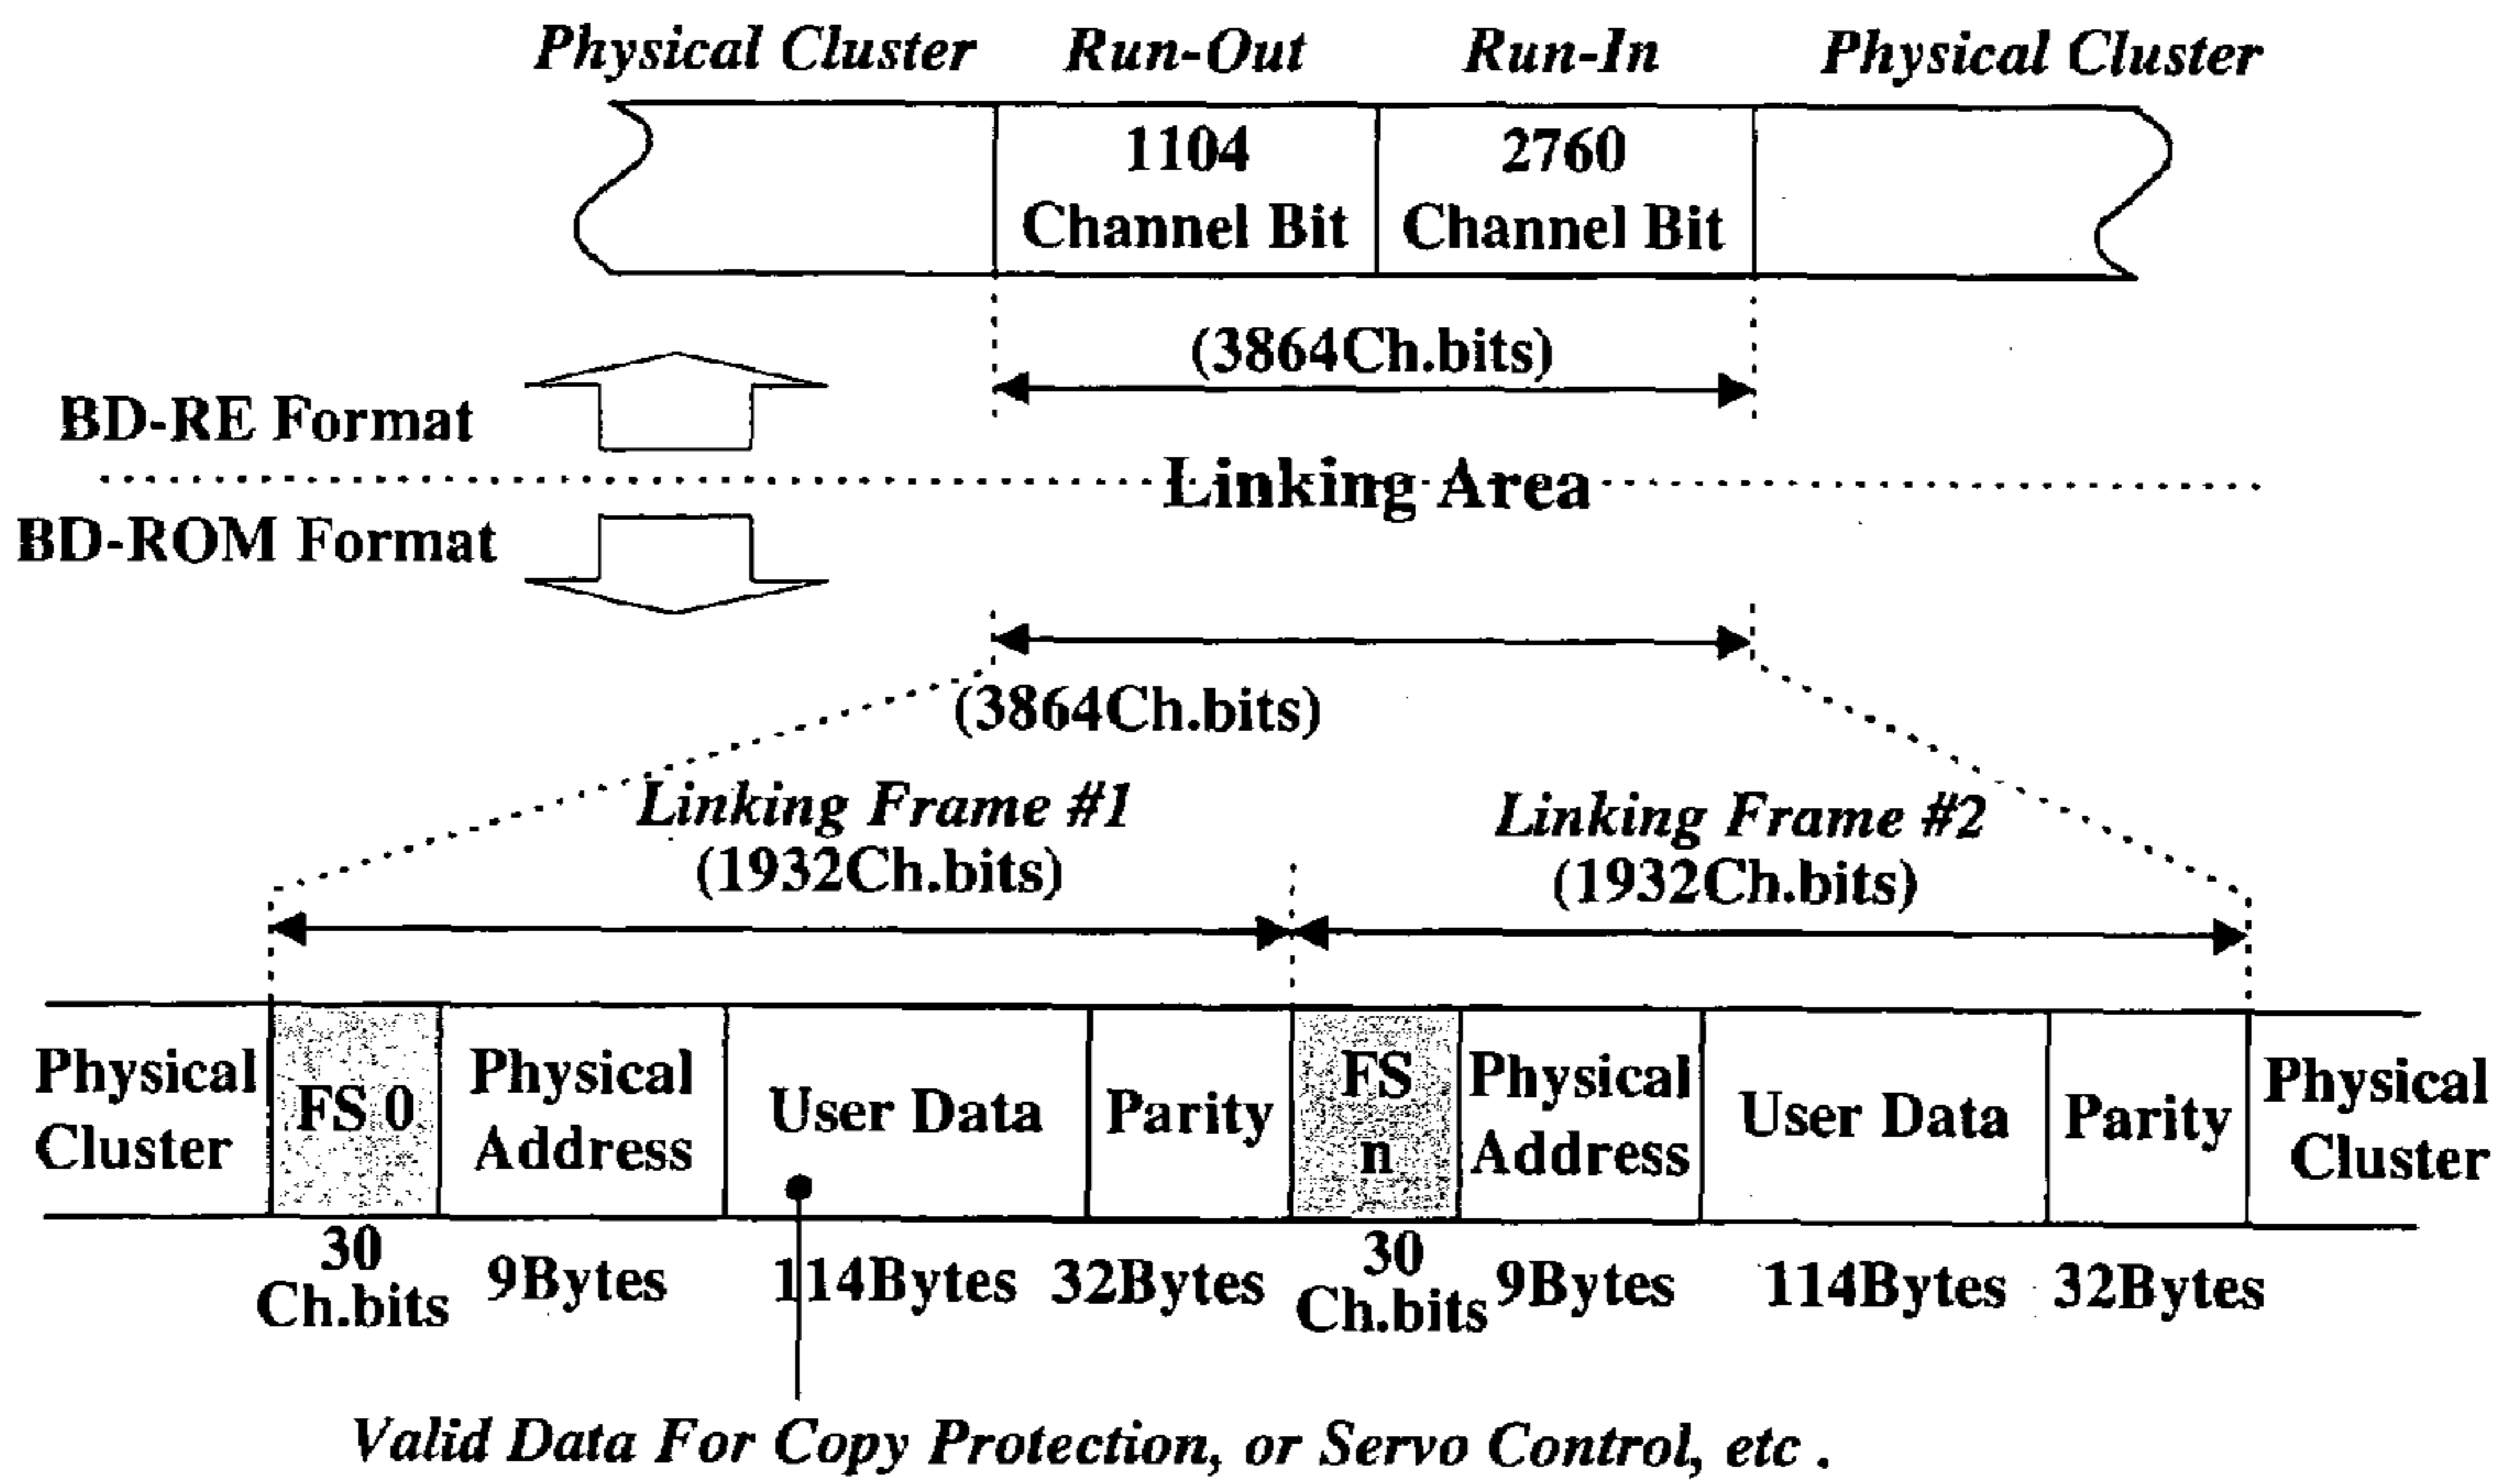 Physical Cluster Run-Out Run-In Physical Cluster
1104 2760
Channel Bit Channel Bit
(3864Ch.bits)
BD-RE Format
Linking Area
BD-ROM Format
(3864Ch.bits)
Linking Frame #1 Linking Frame #2
(1932Ch.bits) (1932Ch.bits)
Physical Cluster
FS 0
Physical Address
User Data
Parity
FS n
Physical Address
User Data
Parity
Physical Cluster
30 Ch.bits
9Bytes
114Bytes
32Bytes
30 Ch.bits
9Bytes
114Bytes
32Bytes
Valid Data For Copy Protection, or Servo Control, etc .